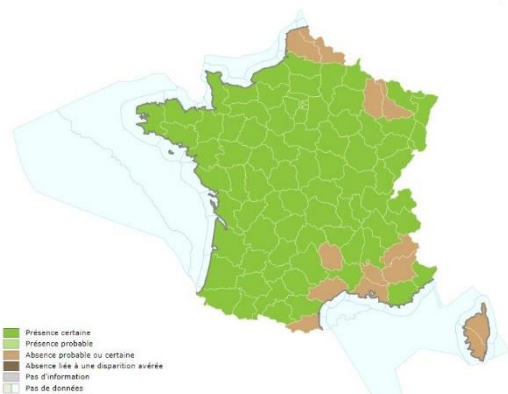 Présence certaine
Présence probable
Absence probable ou certaine
Absence liée à une disparition avérée
Pas d'information
Pas de données